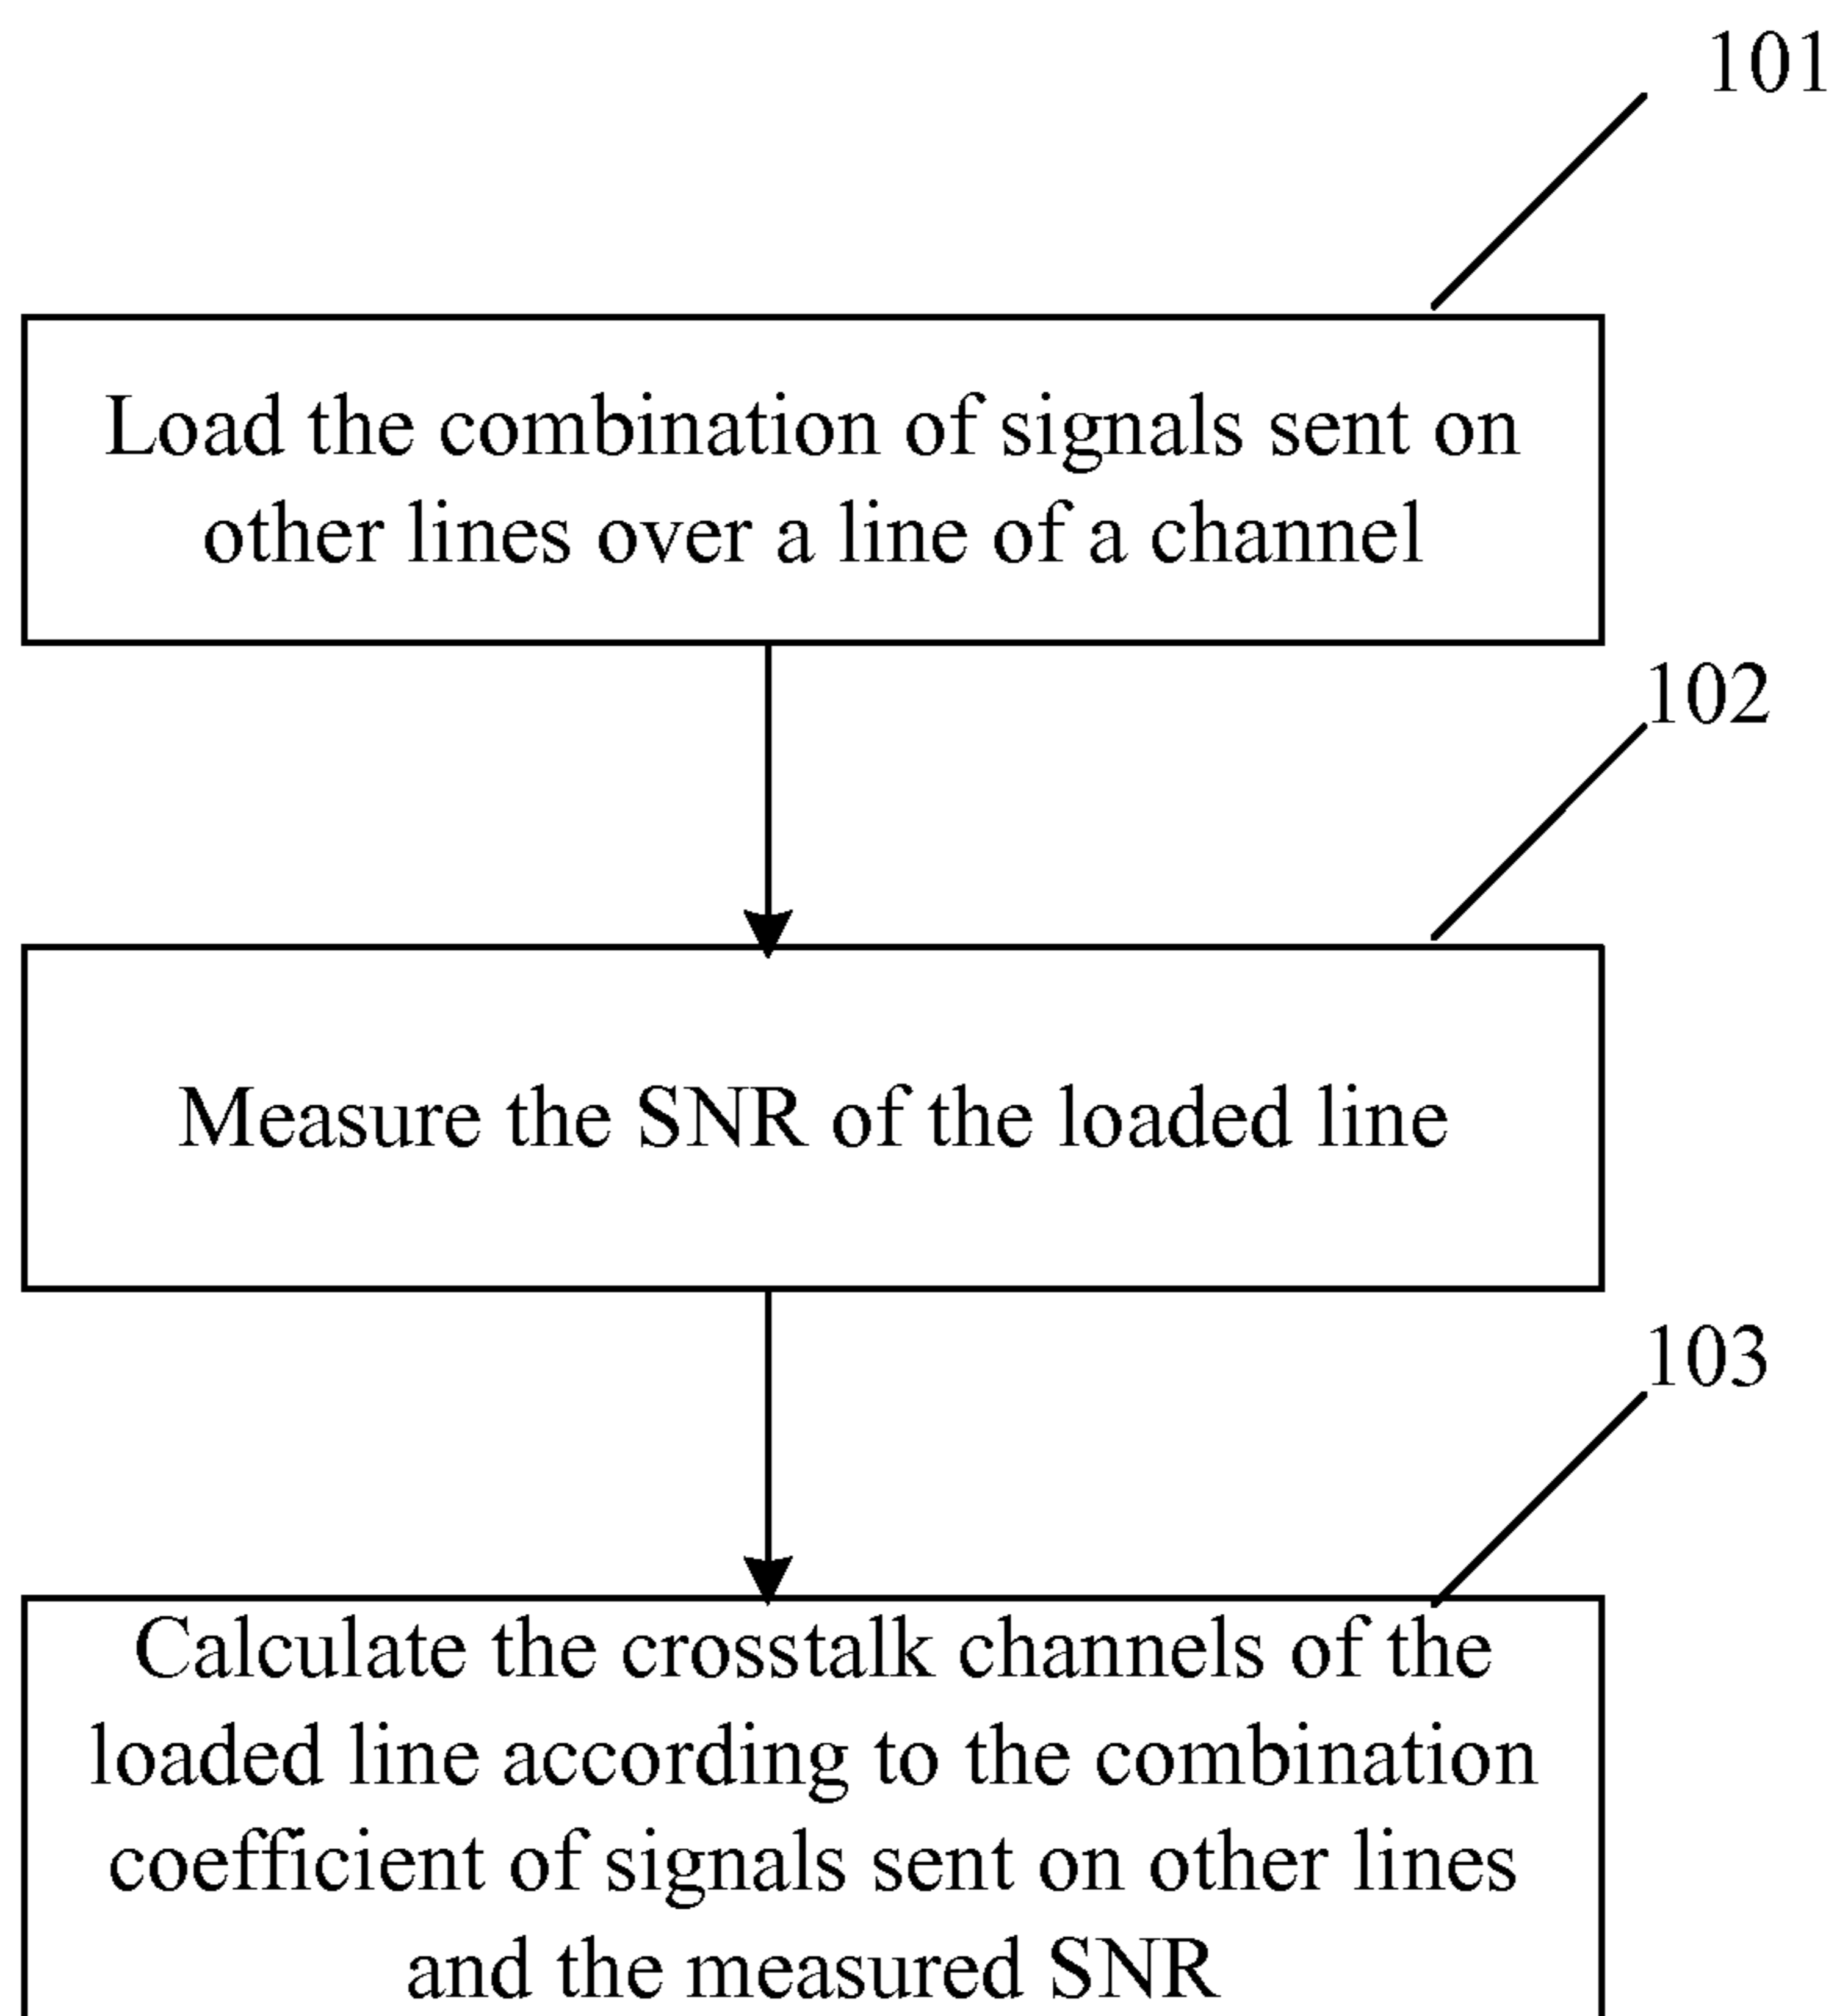 101
Load the combination of signals sent on
other lines over a line of a channel
102
Measure the SNR of the loaded line
103
Calculate the crosstalk channels of the
loaded line according to the combination
coefficient of signals sent on other lines
and the measured SNR